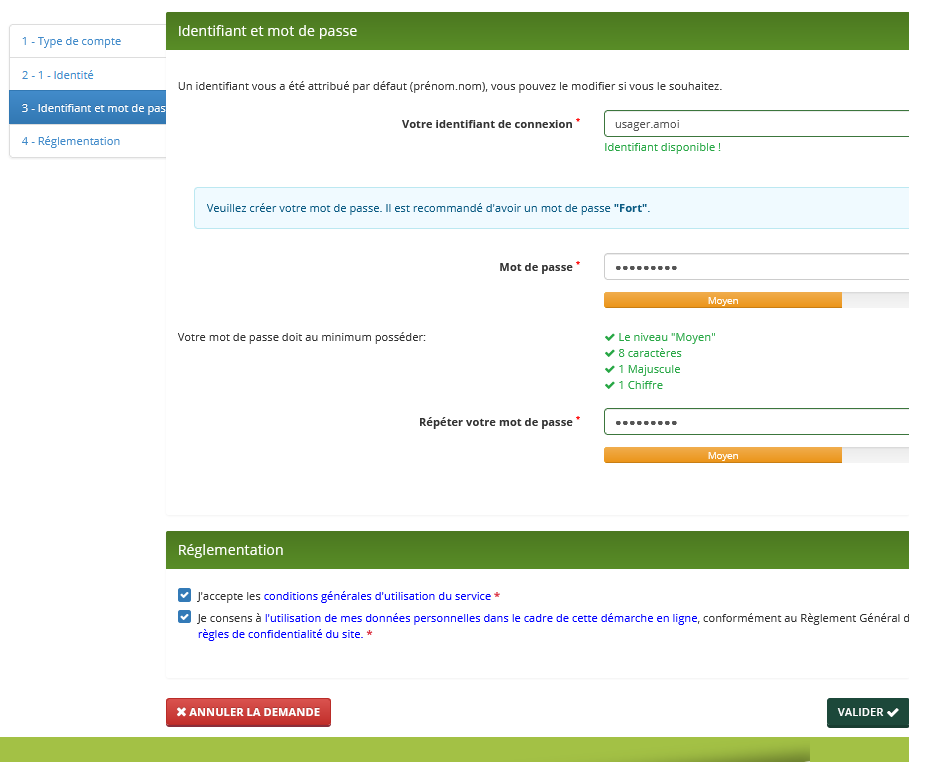 1 - Type de compte
2 - 1 - Identité
3 - Identifiant et mot de pas
4 - Réglementation
Identifiant et mot de passe
Un identifiant vous a été attribué par défaut (prénom.nom), vous pouvez le modifier si vous le souhaitez.
Votre identifiant de connexion *
usager.amoi
Identifiant disponible !
Veuillez créer votre mot de passe. Il est recommandé d'avoir un mot de passe "Fort".
Mot de passe *
•••••••••
Moyen
Votre mot de passe doit au minimum posséder:
✔ Le niveau "Moyen"
✔ 8 caractères
✔ 1 Majuscule
✔ 1 Chiffre
Répéter votre mot de passe *
•••••••••
Moyen
Réglementation
J'accepte les conditions générales d'utilisation du service *
Je consens à l'utilisation de mes données personnelles dans le cadre de cette démarche en ligne, conformément au Règlement Général d
règles de confidentialité du site. *
✖ ANNULER LA DEMANDE
VALIDER ✔